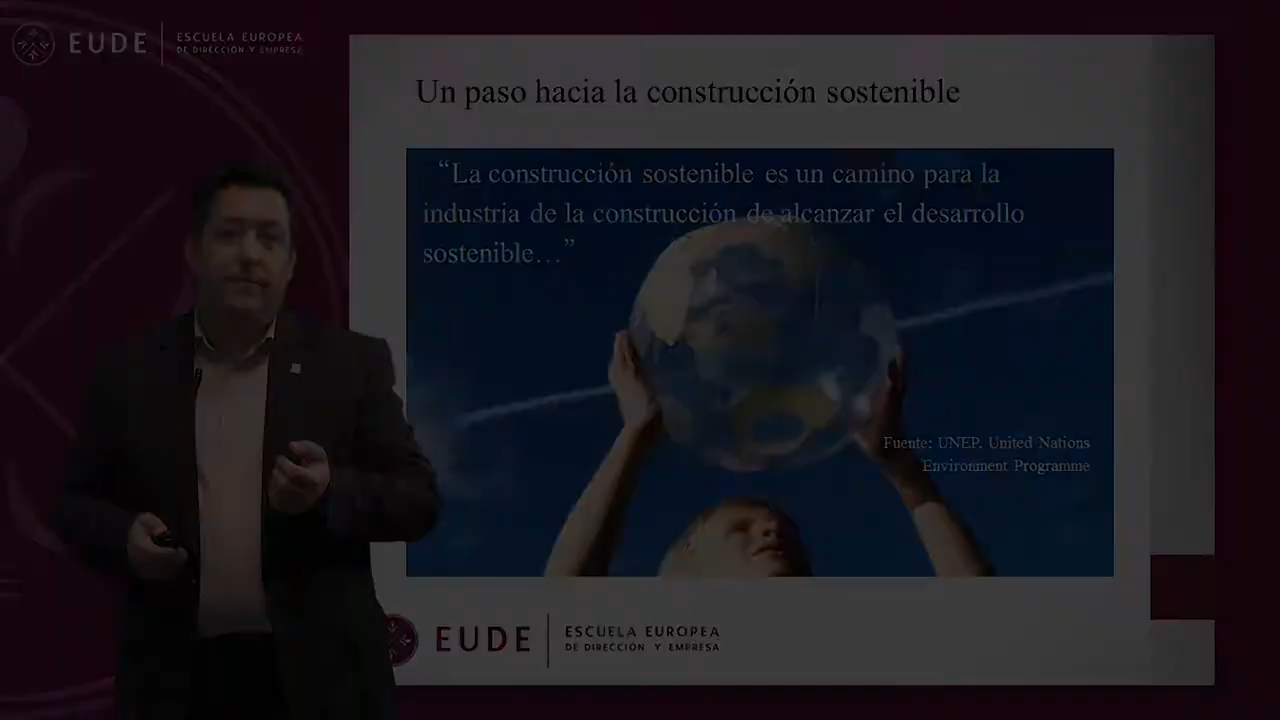 EUDE
ESCUELA EUROPEA
DE DIRECCIÓN Y EMPRESA
Un paso hacia la construcción sostenible
“La construcción sostenible es un camino para la
industria de la construcción de alcanzar el desarrollo
sostenible…”
Fuente: UNEP. United Nations
Environment Programme
EUDE
ESCUELA EUROPEA
DE DIRECCIÓN Y EMPRESA